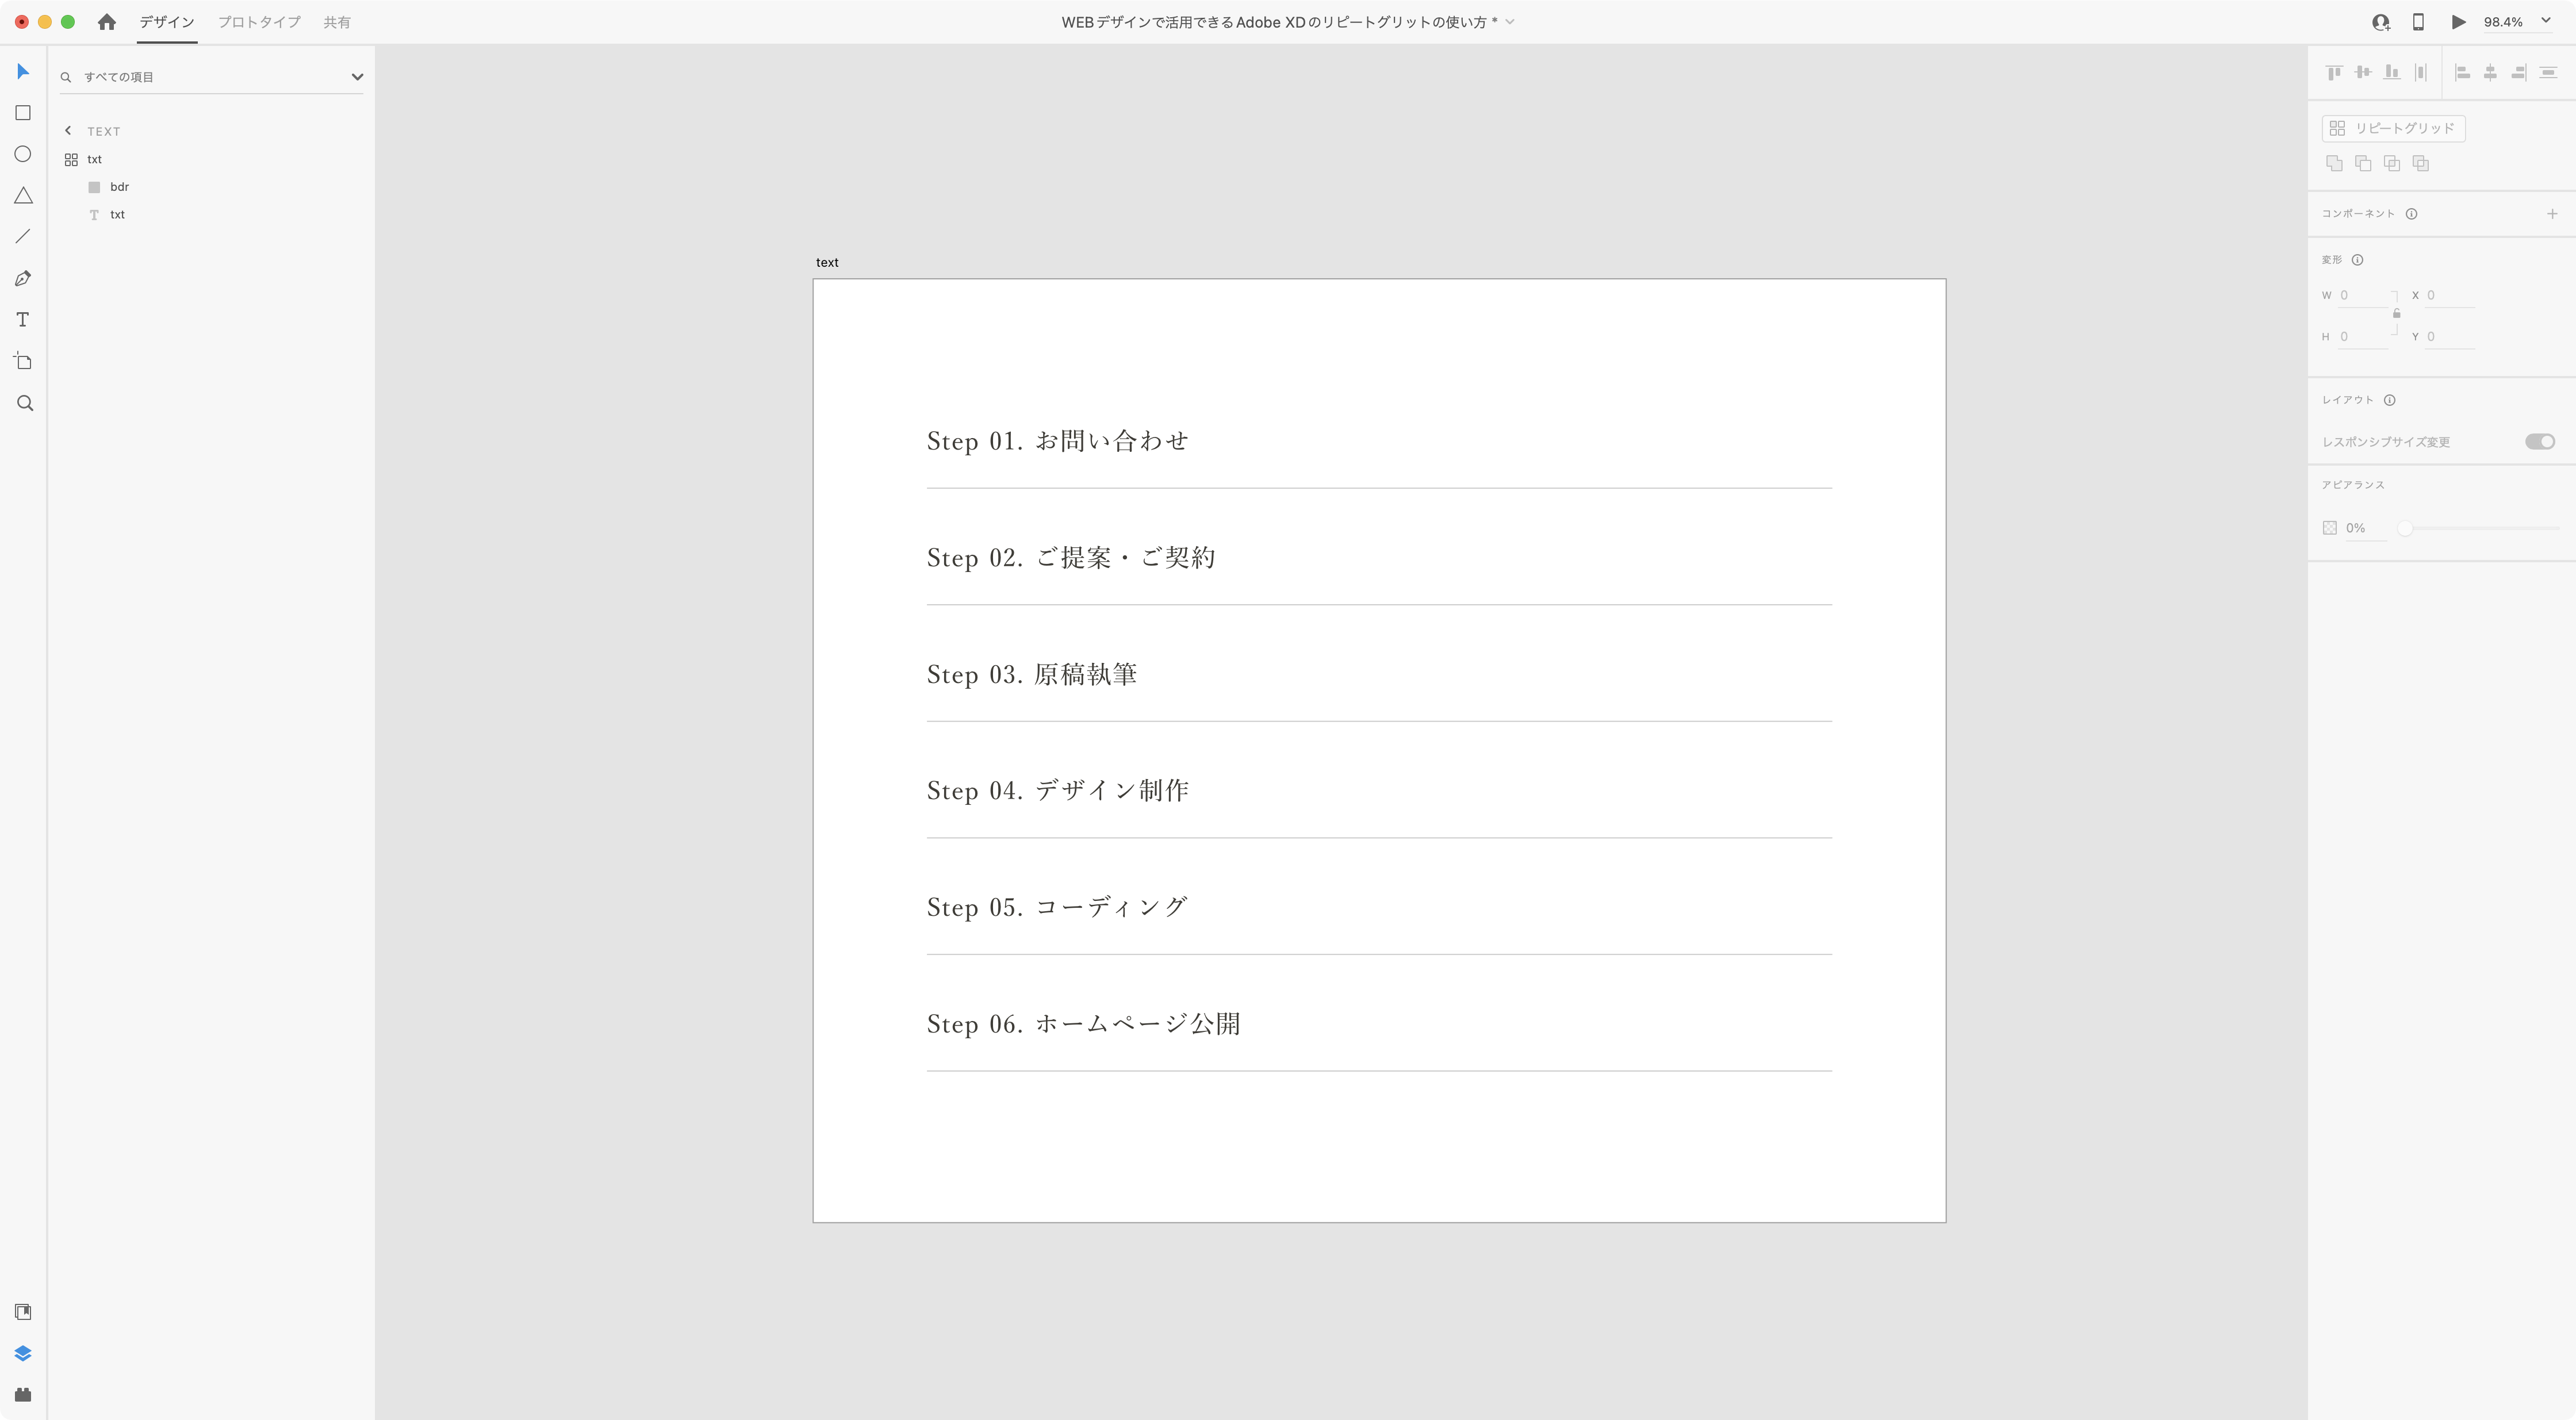 デザイン プロトタイプ 共有 WEBデザインで活用できるAdobe XDのリピートグリットの使い方 * 98.4%
すべての項目
TEXT
txt
bdr
txt
text
Step 01. お問い合わせ
Step 02. ご提案・ご契約
Step 03. 原稿執筆
Step 04. デザイン制作
Step 05. コーディング
Step 06. ホームページ公開
リピートグリッド
コンポーネント
変形
W 0 X 0
H 0 Y 0
レイアウト
レスポンシブサイズ変更
アピアランス
0%